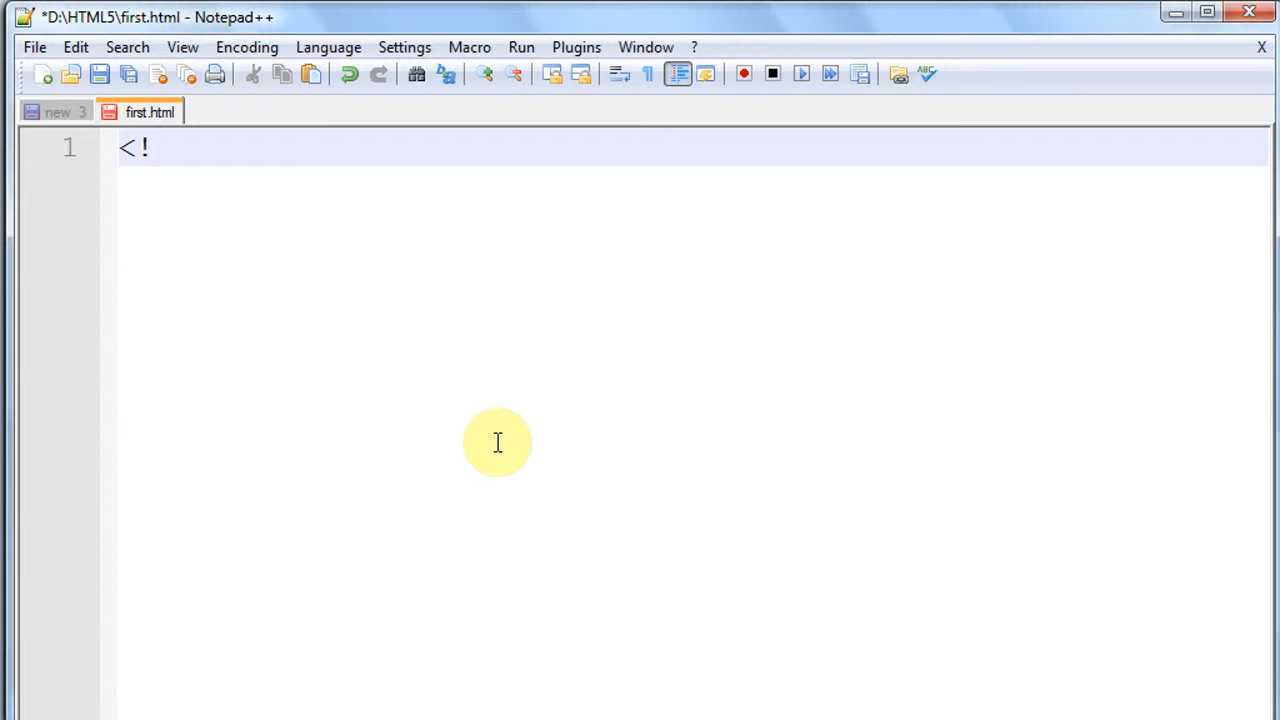 *D:\HTML5\first.html - Notepad++
File Edit Search View Encoding Language Settings Macro Run Plugins Window ? X
new 3 first.html
1 <!